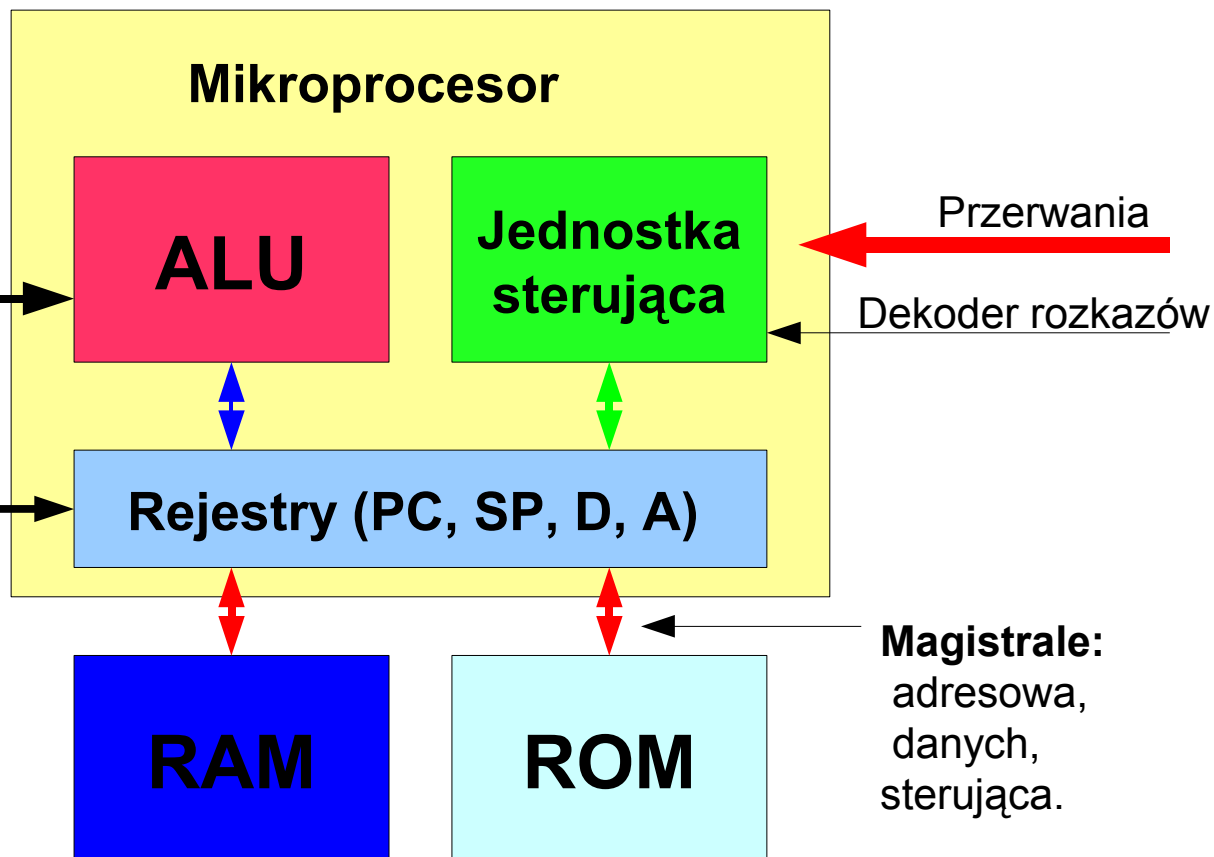 Mikroprocesor
ALU
Jednostka
sterująca
Przerwania
Dekoder rozkazów
Rejestry (PC, SP, D, A)
RAM
ROM
Magistrale:
adresowa,
danych,
sterująca.